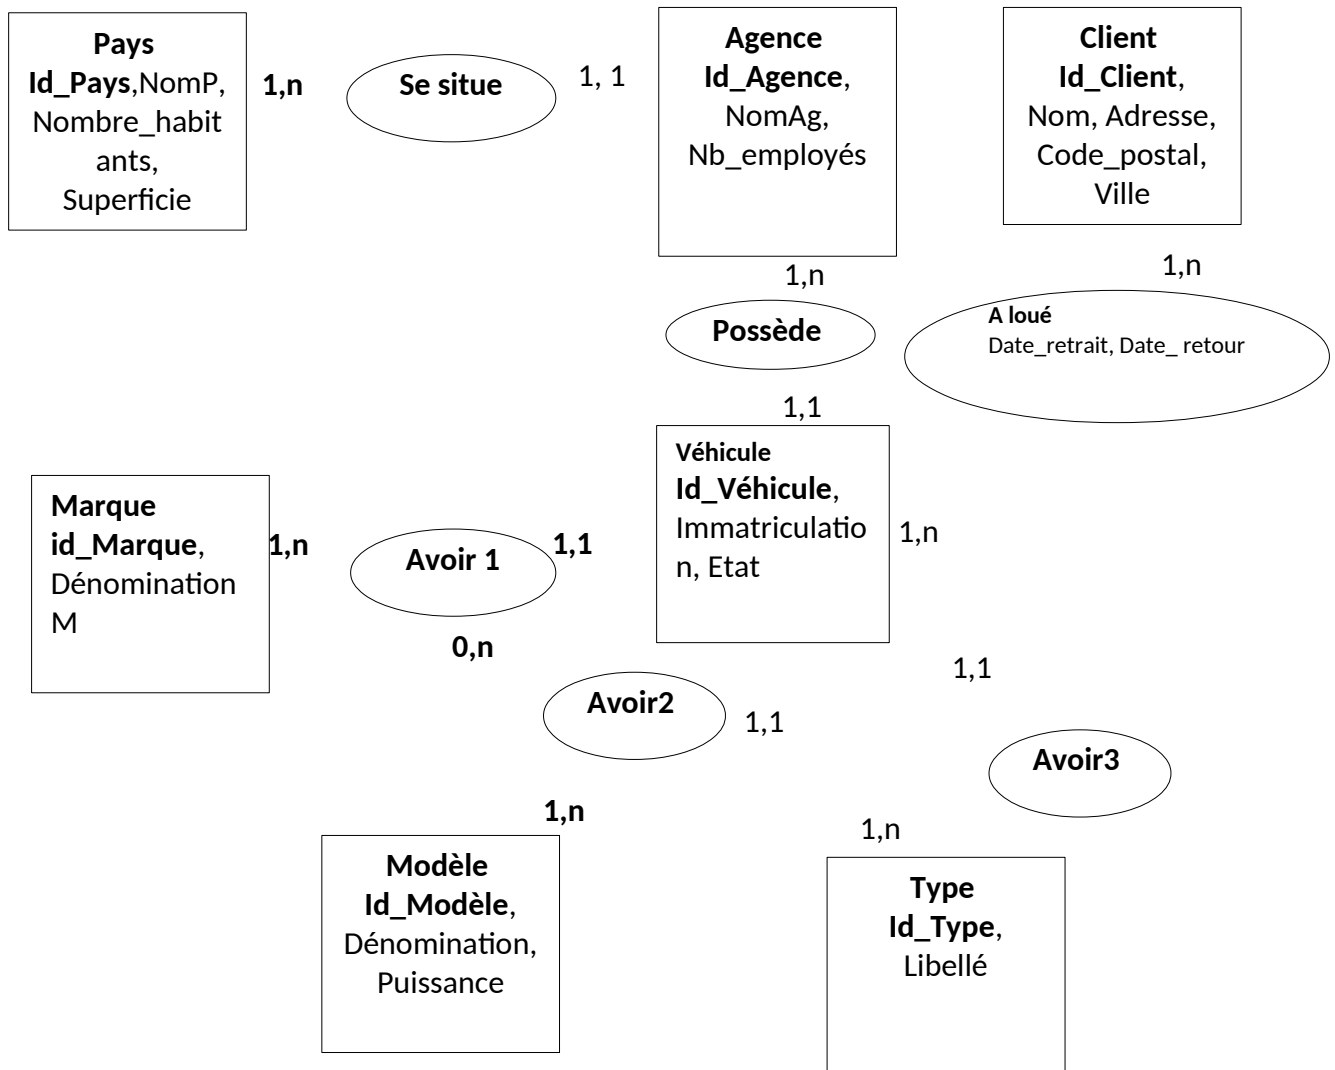 Pays
Id_Pays,NomP,
Nombre_habit
ants,
Superficie
1,n
Se situe
1, 1
Agence
Id_Agence,
NomAg,
Nb_employés
Client
Id_Client,
Nom, Adresse,
Code_postal,
Ville
1,n
1,n
Possède
A loué
Date_retrait, Date_ retour
1,1
Véhicule
Id_Véhicule,
Immatriculatio
n, Etat
1,n
Marque
id_Marque,
Dénomination
M
1,n
Avoir 1
1,1
0,n
Avoir2
1,1
1,1
Avoir3
1,n
Modèle
Id_Modèle,
Dénomination,
Puissance
1,n
Type
Id_Type,
Libellé